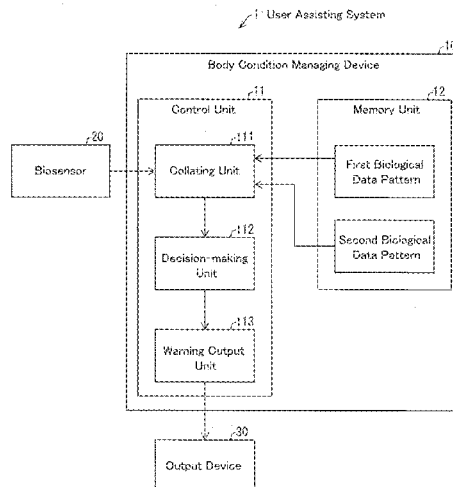 1 User Assisting System
10
Body Condition Managing Device
11
Control Unit
12
Memory Unit
20
Biosensor
111
Collating Unit
First Biological
Data Pattern
Second Biological
Data Pattern
112
Decision-making
Unit
113
Warning Output
Unit
30
Output Device